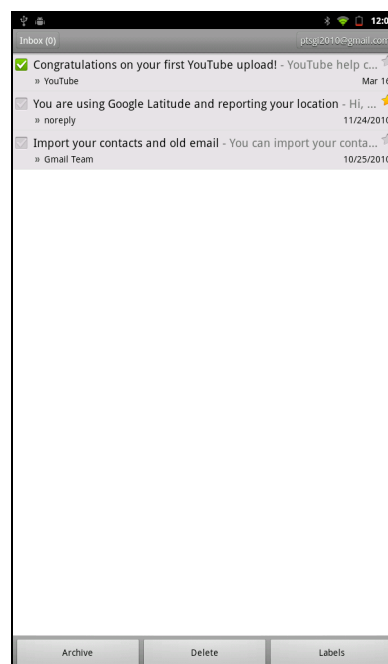 12:0
Inbox (0)
ptsgi2010@gmail.com
Congratulations on your first YouTube upload! - YouTube help c...
» YouTube
Mar 16
You are using Google Latitude and reporting your location - Hi, ...
» noreply
11/24/2010
Import your contacts and old email - You can import your conta...
» Gmail Team
10/25/2010
Archive
Delete
Labels